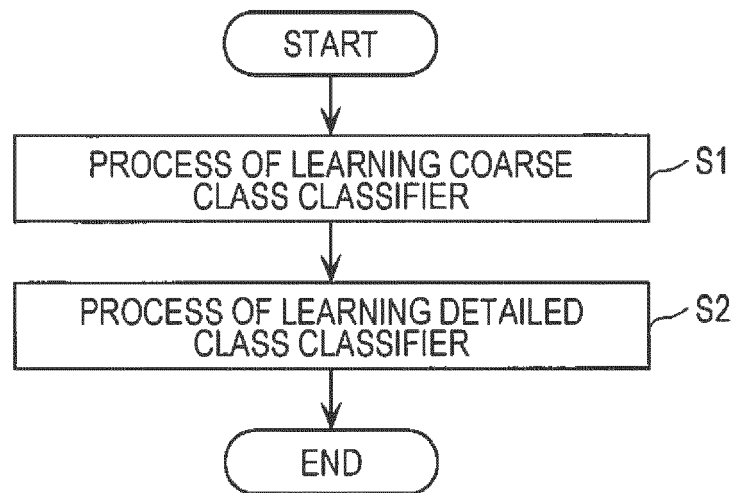 START
PROCESS OF LEARNING COARSE
CLASS CLASSIFIER
S1
PROCESS OF LEARNING DETAILED
CLASS CLASSIFIER
S2
END